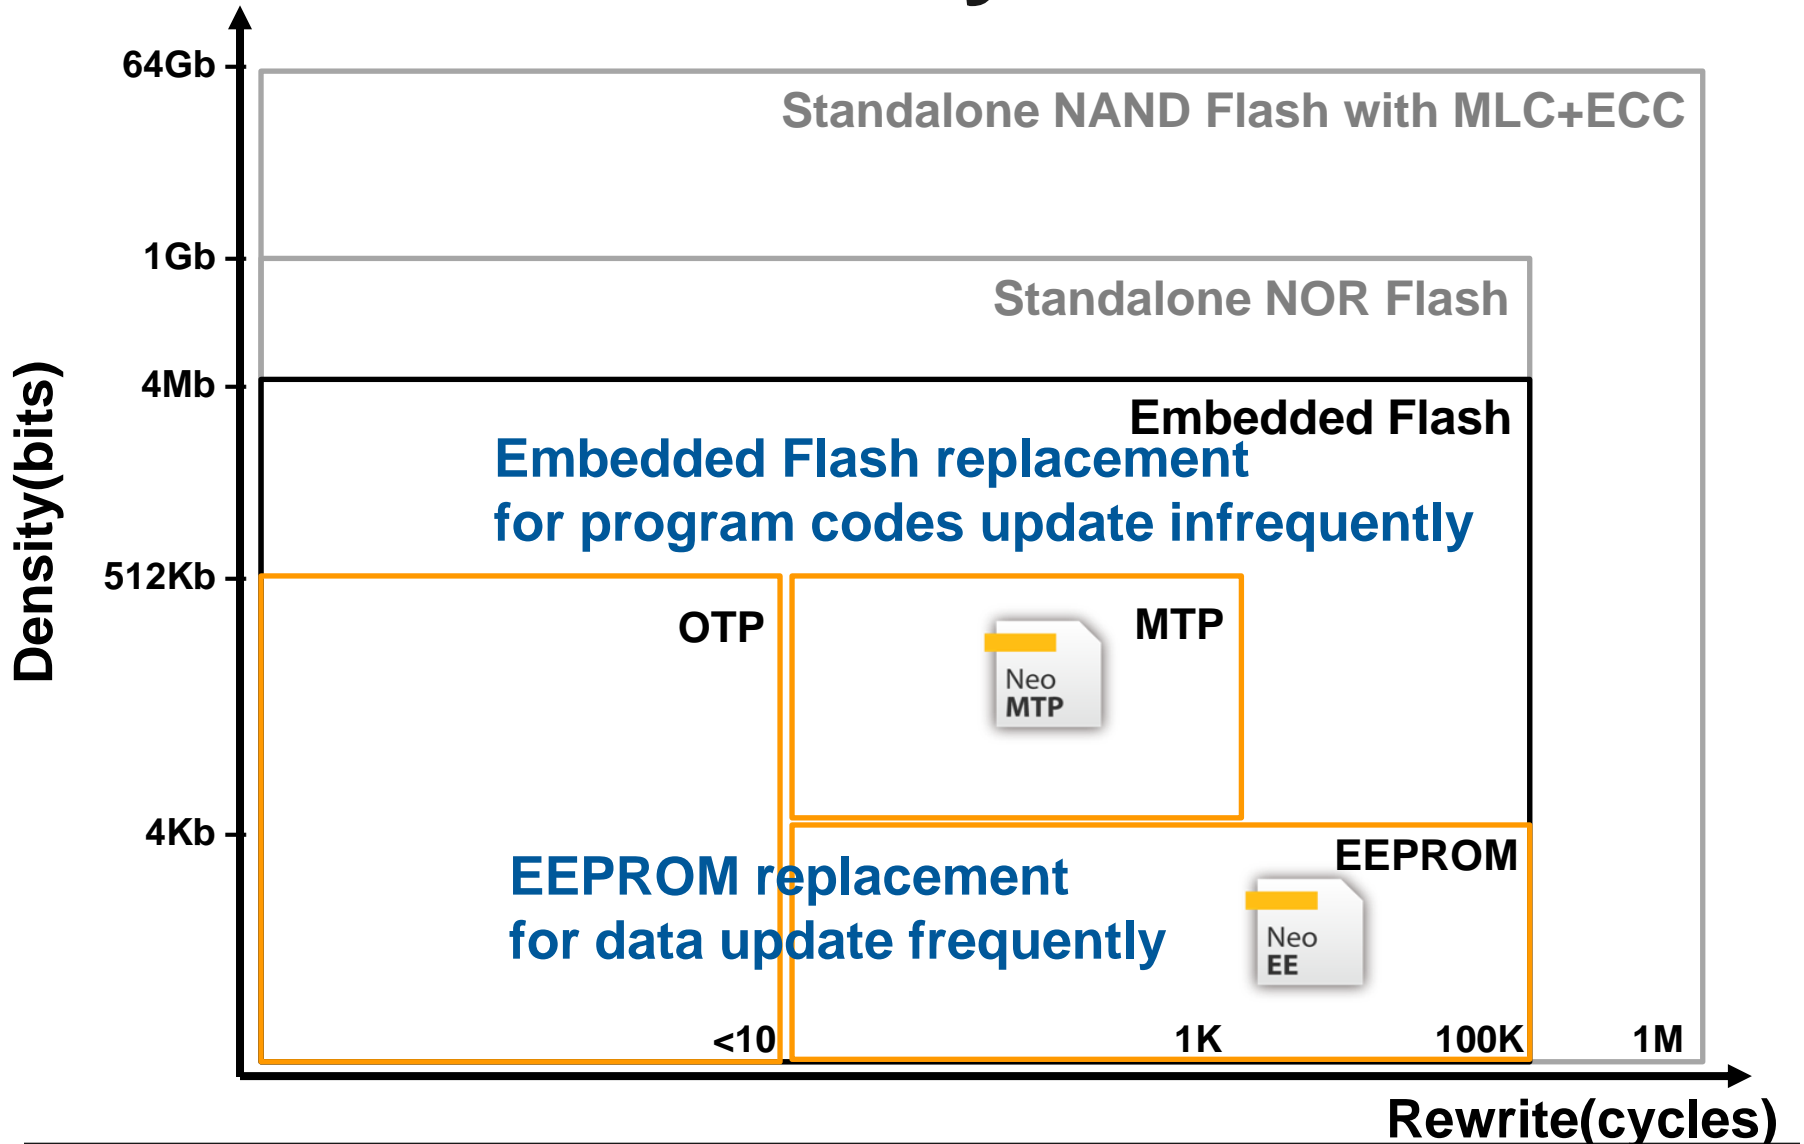 64Gb
Standalone NAND Flash with MLC+ECC
1Gb
Standalone NOR Flash
4Mb
Embedded Flash
Embedded Flash replacement
for program codes update infrequently
Density(bits)
512Kb
OTP
MTP
Neo
MTP
4Kb
EEPROM
EEPROM replacement
for data update frequently
Neo
EE
<10
1K
100K
1M
Rewrite(cycles)